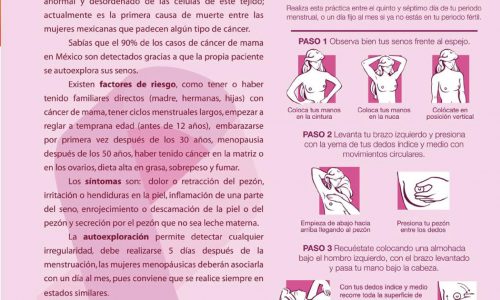 anormal y desordenado de las células de este tejido;
actualmente es la primera causa de muerte entre las
mujeres mexicanas que padecen algún tipo de cáncer.
Sabías que el 90% de los casos de cáncer de mama
en México son detectados gracias a que la propia paciente
se autoexplora sus senos.
Existen factores de riesgo, como tener o haber
tenido familiares directos (madre, hermanas, hijas) con
cáncer de mama, tener ciclos menstruales largos, empezar a
reglar a temprana edad (antes de 12 años), embarazarse
por primera vez después de los 30 años, menopausia
después de los 50 años, haber tenido cáncer en la matriz o
en los ovarios, dieta alta en grasa, sobrepeso y fumar.
Los síntomas son: dolor o retracción del pezón,
irritación o hendiduras en la piel, inflamación de una parte
del seno, enrojecimiento o descamación de la piel o del
pezón y secreción por el pezón que no sea leche materna.
La autoexploración permite detectar cualquier
irregularidad, debe realizarse 5 días después de la
menstruación, las mujeres menopáusicas deberán asociarla
con un día al mes, pues conviene que se realice siempre en
estados similares.
Realiza esta práctica entre el quinto y séptimo día de tu periodo
menstrual, o un día fijo al mes si ya no estás en tu periodo fértil.
PASO 1 Observa bien tus senos frente al espejo.
Coloca tus manos
en la cintura
Coloca tus manos
en la nuca
Colócate en
posición vertical
PASO 2 Levanta tu brazo izquierdo y presiona
con la yema de tus dedos índice y medio con
movimientos circulares.
Empieza de abajo hacia
arriba llegando al pezón
Presiona tu pezón
entre los dedos
PASO 3 Recuéstate colocando una almohada
bajo el hombro izquierdo, con el brazo levantado
y pasa tu mano bajo la cabeza.
Con tus dedos índice y medio
recorre toda la superficie de